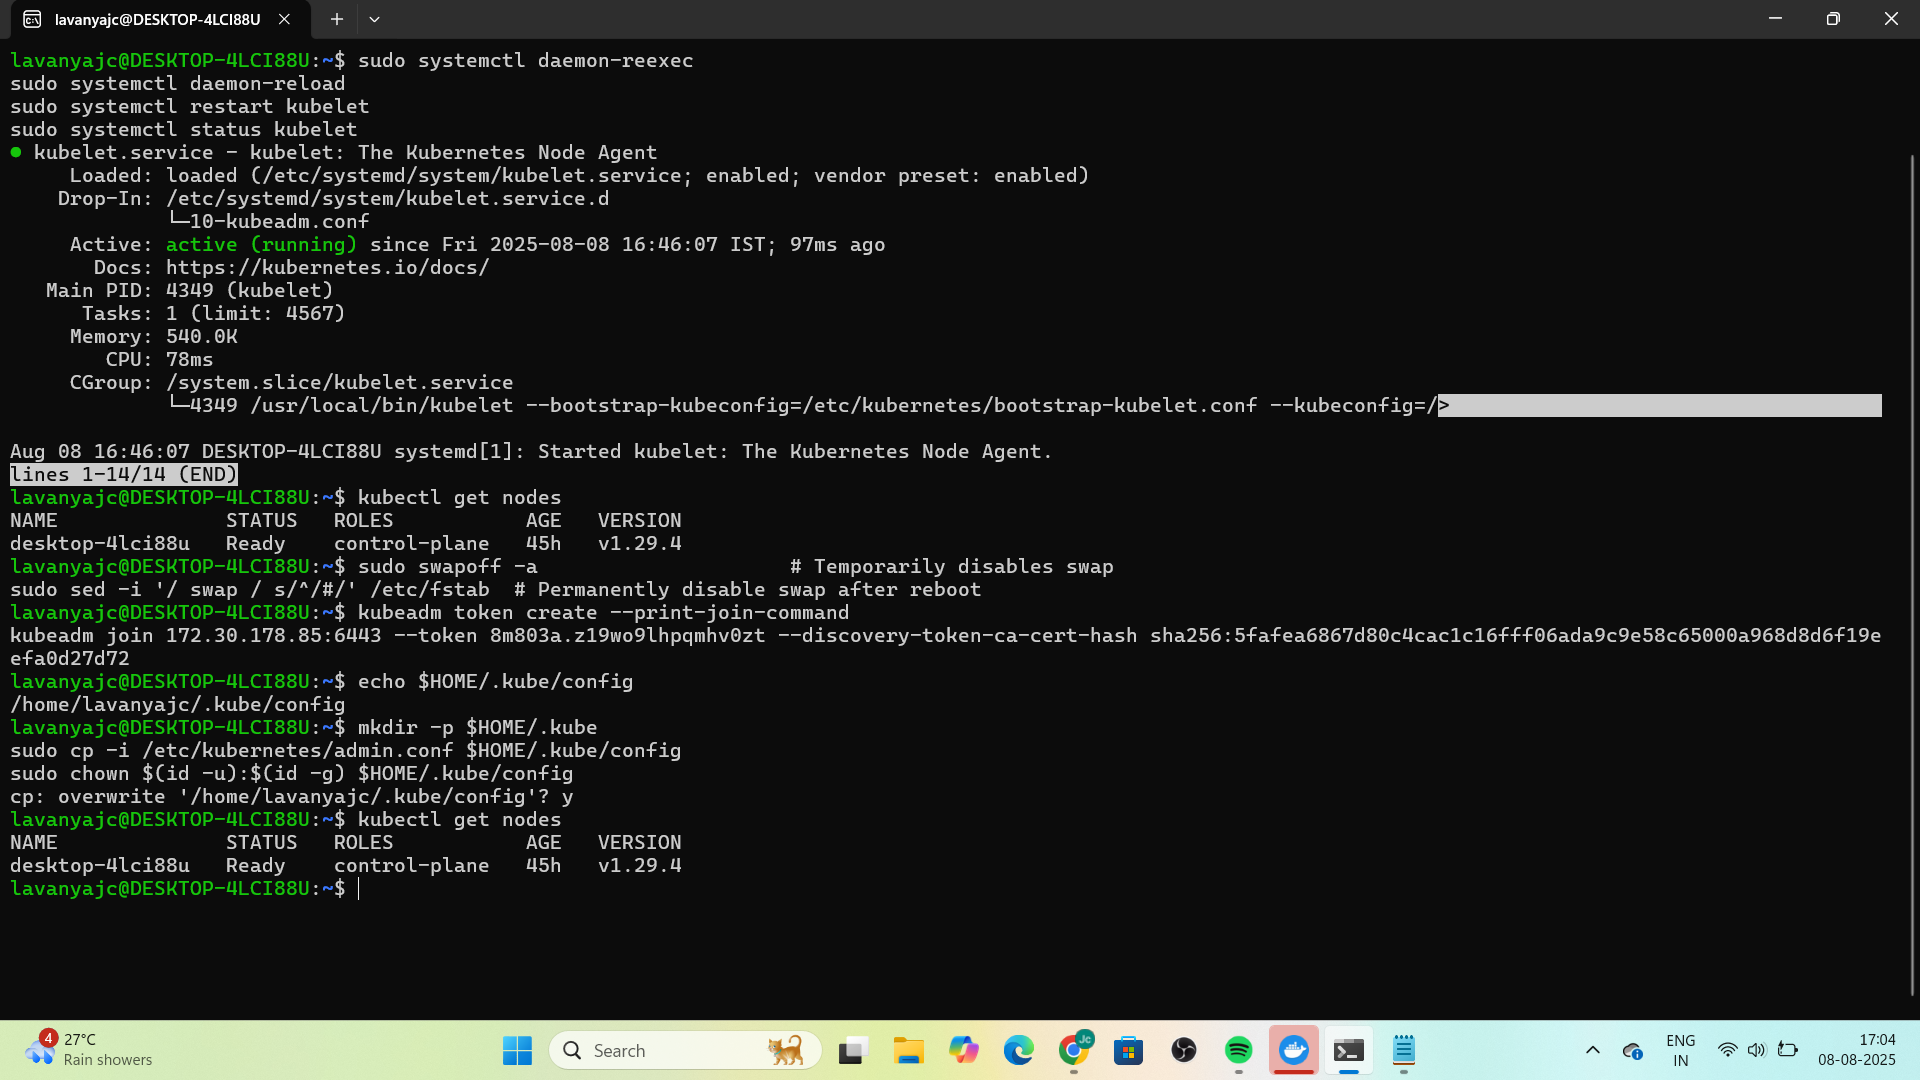 lavanyajc@DESKTOP-4LCI88U
lavanyajc@DESKTOP-4LCI88U:~$ sudo systemctl daemon-reexec
sudo systemctl daemon-reload
sudo systemctl restart kubelet
sudo systemctl status kubelet
● kubelet.service - kubelet: The Kubernetes Node Agent
     Loaded: loaded (/etc/systemd/system/kubelet.service; enabled; vendor preset: enabled)
    Drop-In: /etc/systemd/system/kubelet.service.d
             └─10-kubeadm.conf
     Active: active (running) since Fri 2025-08-08 16:46:07 IST; 97ms ago
       Docs: https://kubernetes.io/docs/
   Main PID: 4349 (kubelet)
      Tasks: 1 (limit: 4567)
     Memory: 540.0K
        CPU: 78ms
     CGroup: /system.slice/kubelet.service
             └─4349 /usr/local/bin/kubelet --bootstrap-kubeconfig=/etc/kubernetes/bootstrap-kubelet.conf --kubeconfig=/>
Aug 08 16:46:07 DESKTOP-4LCI88U systemd[1]: Started kubelet: The Kubernetes Node Agent.
lines 1-14/14 (END)
lavanyajc@DESKTOP-4LCI88U:~$ kubectl get nodes
NAME              STATUS   ROLES           AGE   VERSION
desktop-4lci88u   Ready    control-plane   45h   v1.29.4
lavanyajc@DESKTOP-4LCI88U:~$ sudo swapoff -a                     # Temporarily disables swap
sudo sed -i '/ swap / s/^/#/' /etc/fstab  # Permanently disable swap after reboot
lavanyajc@DESKTOP-4LCI88U:~$ kubeadm token create --print-join-command
kubeadm join 172.30.178.85:6443 --token 8m803a.z19wo9lhpqmhv0zt --discovery-token-ca-cert-hash sha256:5fafea6867d80c4cac1c16fff06ada9c9e58c65000a968d8d6f19e
efa0d27d72
lavanyajc@DESKTOP-4LCI88U:~$ echo $HOME/.kube/config
/home/lavanyajc/.kube/config
lavanyajc@DESKTOP-4LCI88U:~$ mkdir -p $HOME/.kube
sudo cp -i /etc/kubernetes/admin.conf $HOME/.kube/config
sudo chown $(id -u):$(id -g) $HOME/.kube/config
cp: overwrite '/home/lavanyajc/.kube/config'? y
lavanyajc@DESKTOP-4LCI88U:~$ kubectl get nodes
NAME              STATUS   ROLES           AGE   VERSION
desktop-4lci88u   Ready    control-plane   45h   v1.29.4
lavanyajc@DESKTOP-4LCI88U:~$
4
27°C
Rain showers
Search
Jc
ENG
IN
17:04
08-08-2025